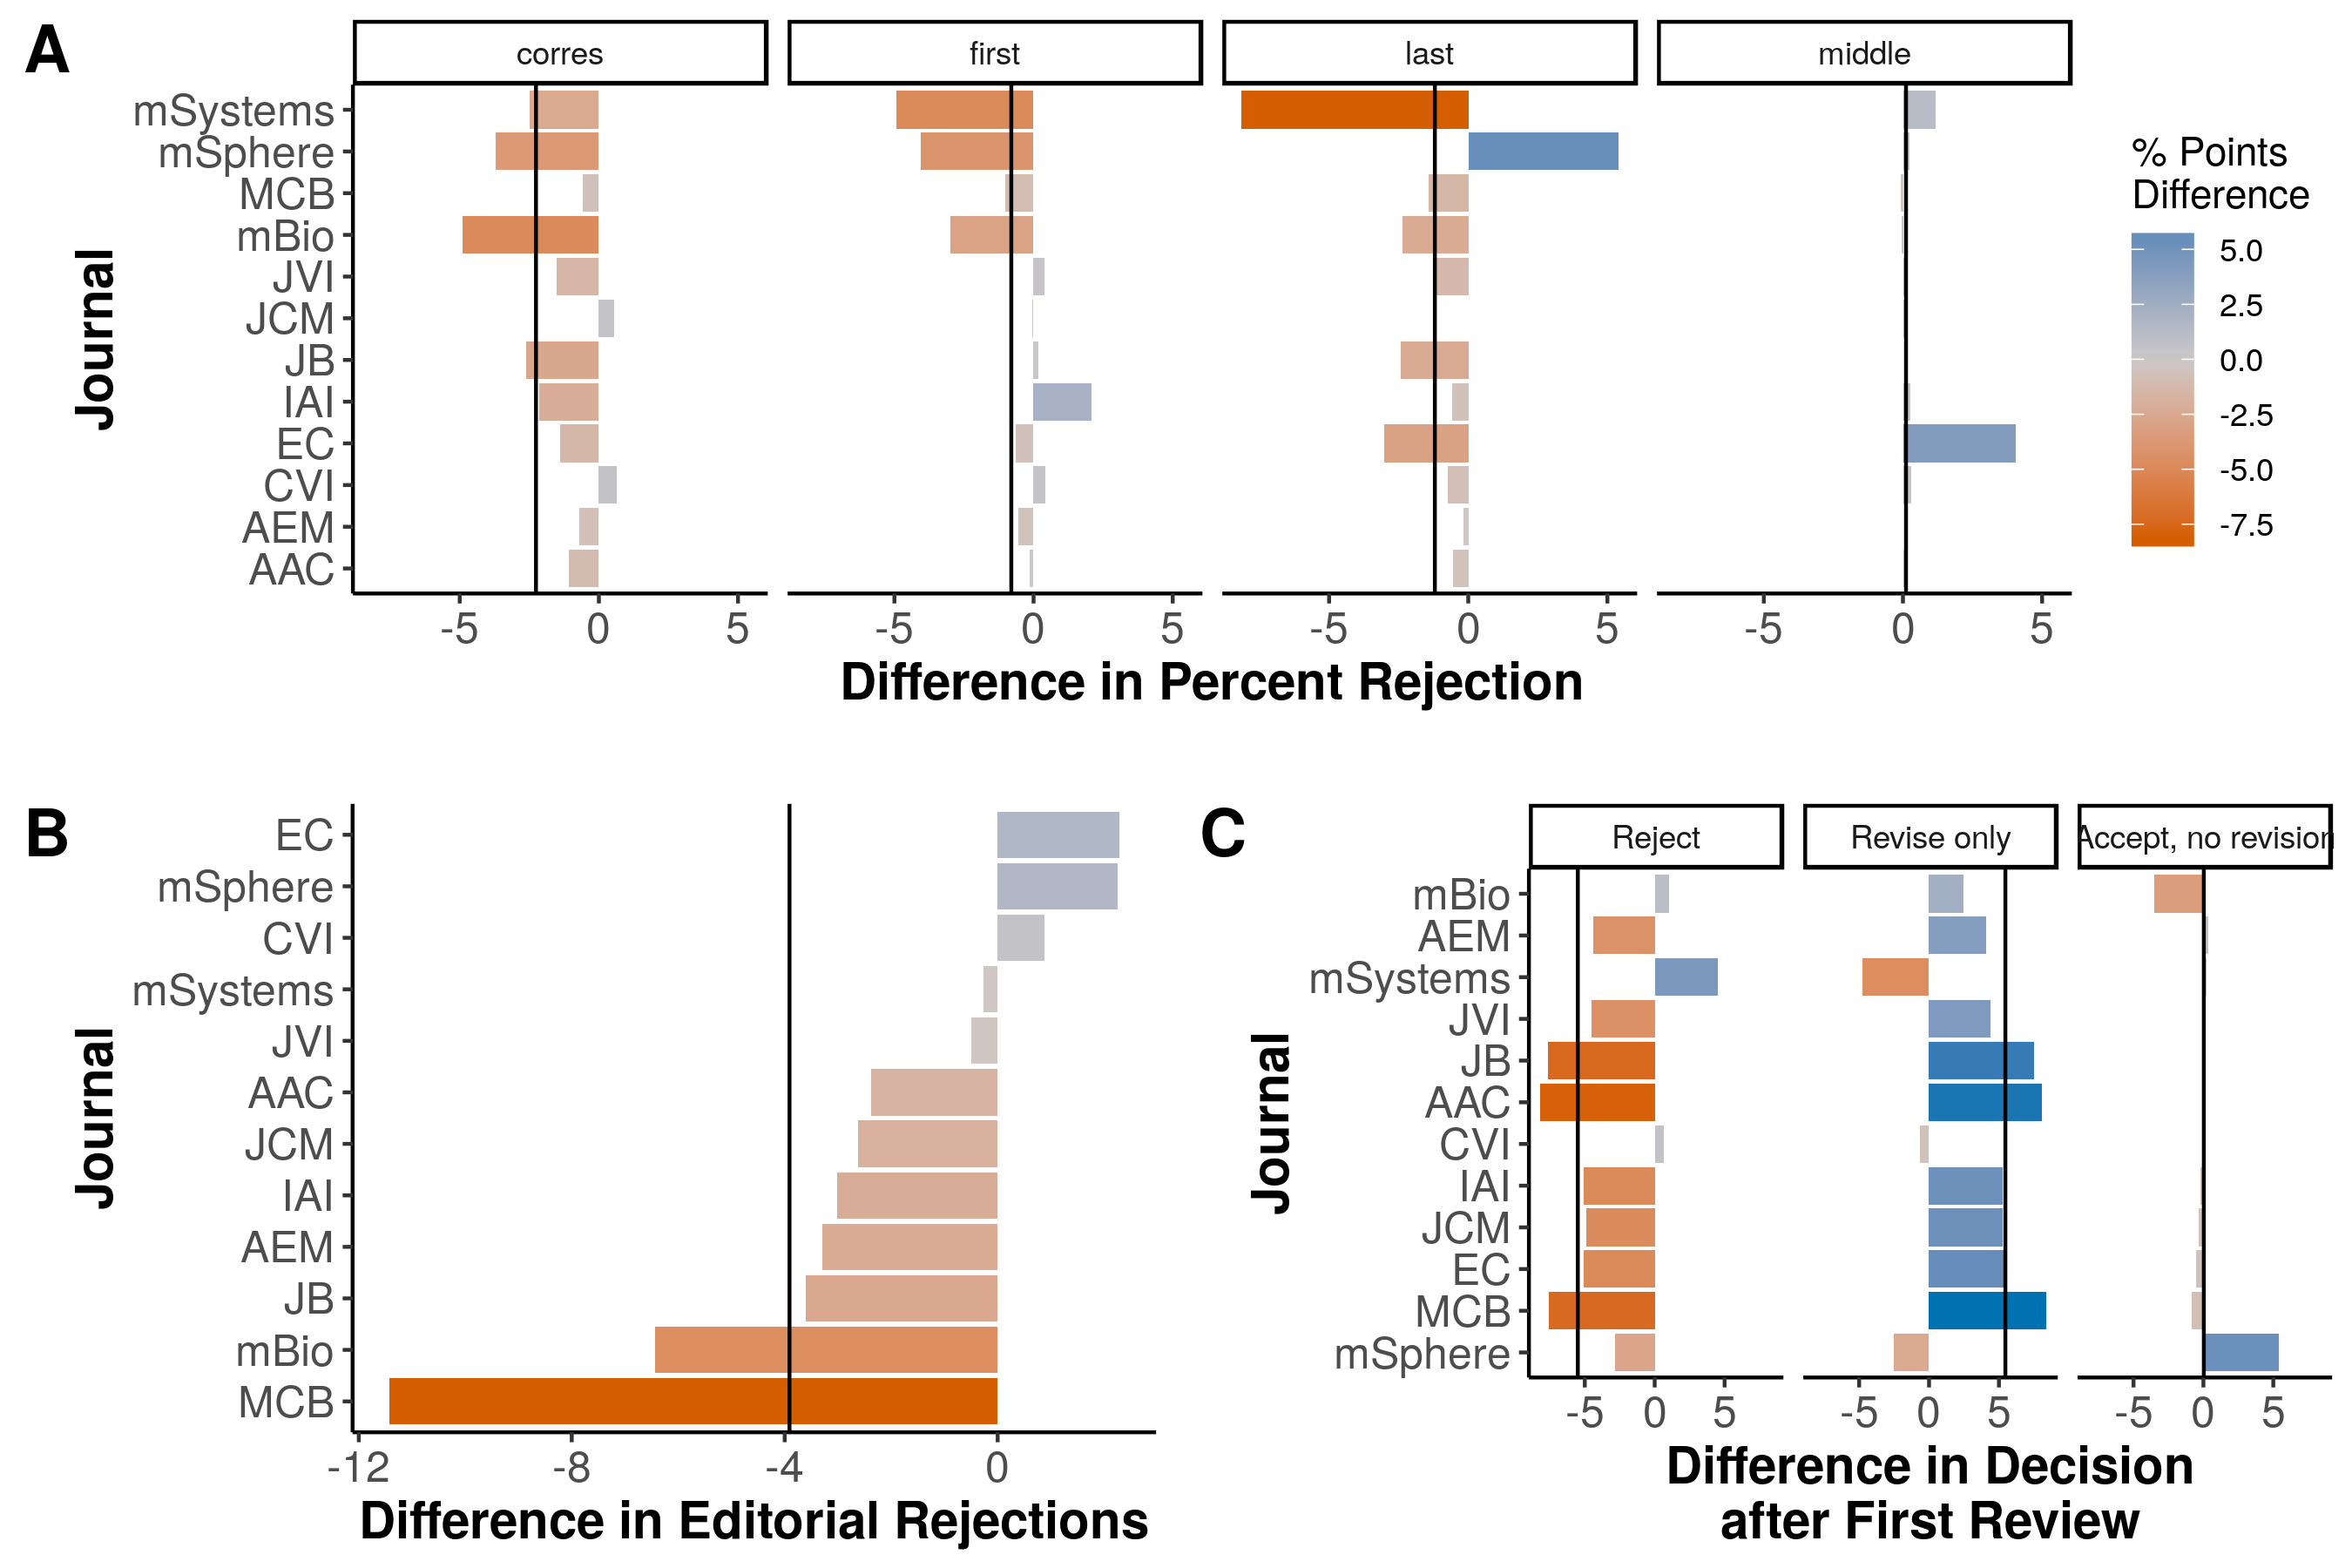 A
corres
first
last
middle
Journal
mSystems
mSphere
MCB
mBio
JVI
JCM
JB
IAI
EC
CVI
AEM
AAC
-5 0 5
-5 0 5
-5 0 5
-5 0 5
Difference in Percent Rejection
% Points
Difference
5.0
2.5
0.0
-2.5
-5.0
-7.5
B
Journal
EC
mSphere
CVI
mSystems
JVI
AAC
JCM
IAI
AEM
JB
mBio
MCB
-12 -8 -4 0
Difference in Editorial Rejections
C
Reject
Revise only
Accept, no revision
Journal
mBio
AEM
mSystems
JVI
JB
AAC
CVI
IAI
JCM
EC
MCB
mSphere
-5 0 5
-5 0 5
-5 0 5
Difference in Decision
after First Review